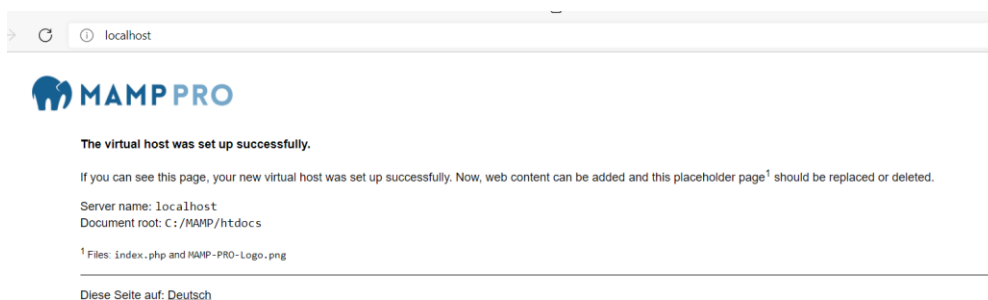 localhost
MAMP PRO
The virtual host was set up successfully.
If you can see this page, your new virtual host was set up successfully. Now, web content can be added and this placeholder page1 should be replaced or deleted.
Server name: localhost
Document root: C:/MAMP/htdocs
1 Files: index.php and MAMP-PRO-Logo.png
Diese Seite auf: Deutsch